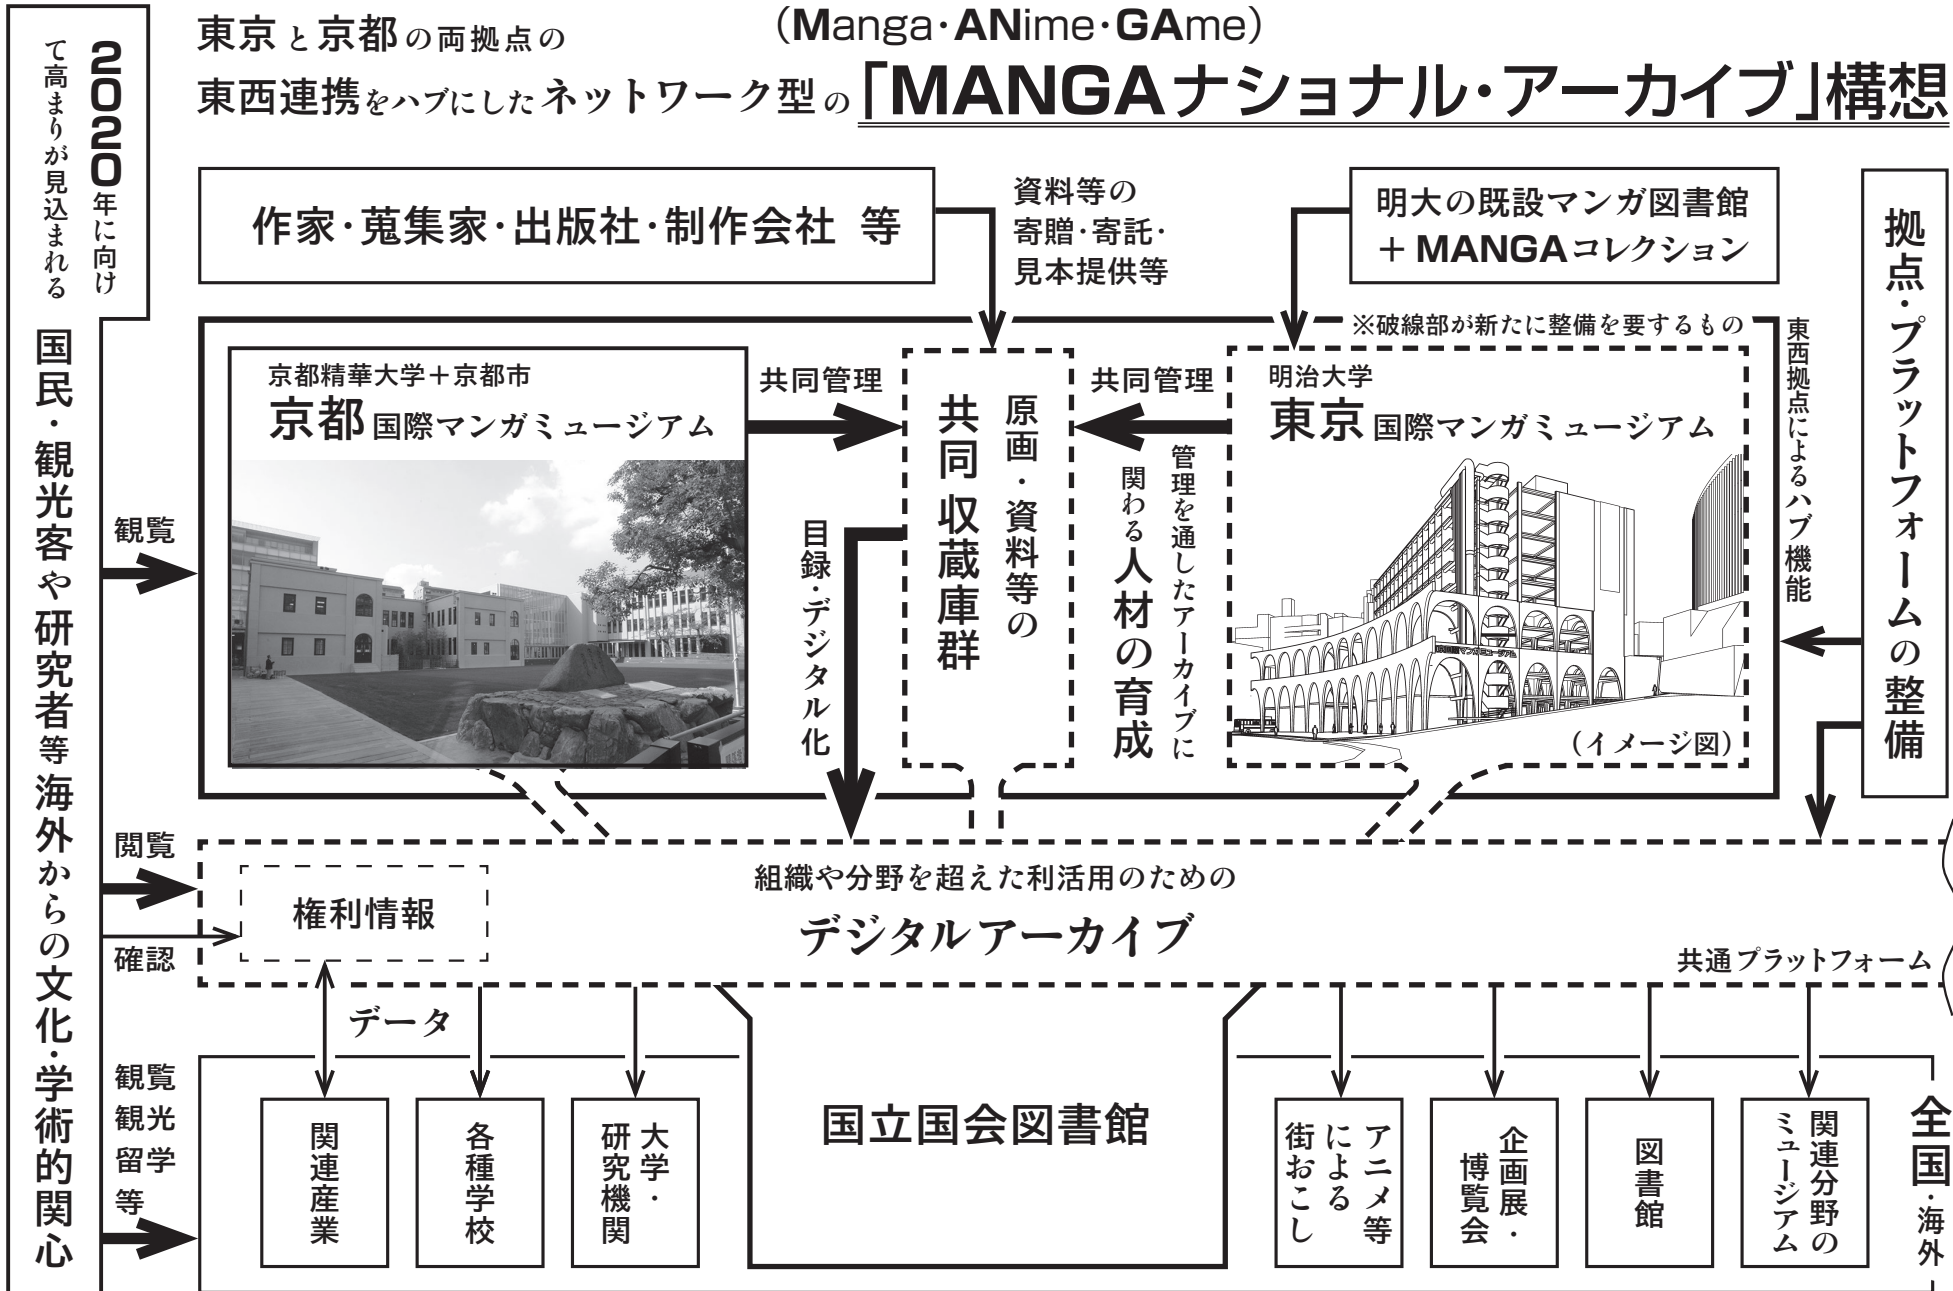 (Manga・ANime・GAme)
東京と京都の両拠点の
東西連携をハブにしたネットワーク型の「MANGAナショナル・アーカイブ」構想
2020年に向け
て高まりが見込まれる
国民・観光客や研究者等海外からの文化・学術的関心
作家・蒐集家・出版社・制作会社 等
資料等の
寄贈・寄託・
見本提供等
明大の既設マンガ図書館
+ MANGAコレクション
拠点・プラットフォームの整備
※破線部が新たに整備を要するもの
東西拠点によるハブ機能
京都精華大学+京都市
京都国際マンガミュージアム
共同管理
原画・資料等の
共同収蔵庫群
共同管理
明治大学
東京国際マンガミュージアム
管理を通したアーカイブに
関わる人材の育成
目録・デジタル化
(イメージ図)
観覧
閲覧
確認
権利情報
組織や分野を超えた利活用のための
デジタルアーカイブ
共通プラットフォーム
データ
観覧
観光
留学
等
関連産業
各種学校
大学・
研究機関
国立国会図書館
アニメ等
による
街おこし
企画展・
博覧会
図書館
関連分野の
ミュージアム
全国・海外